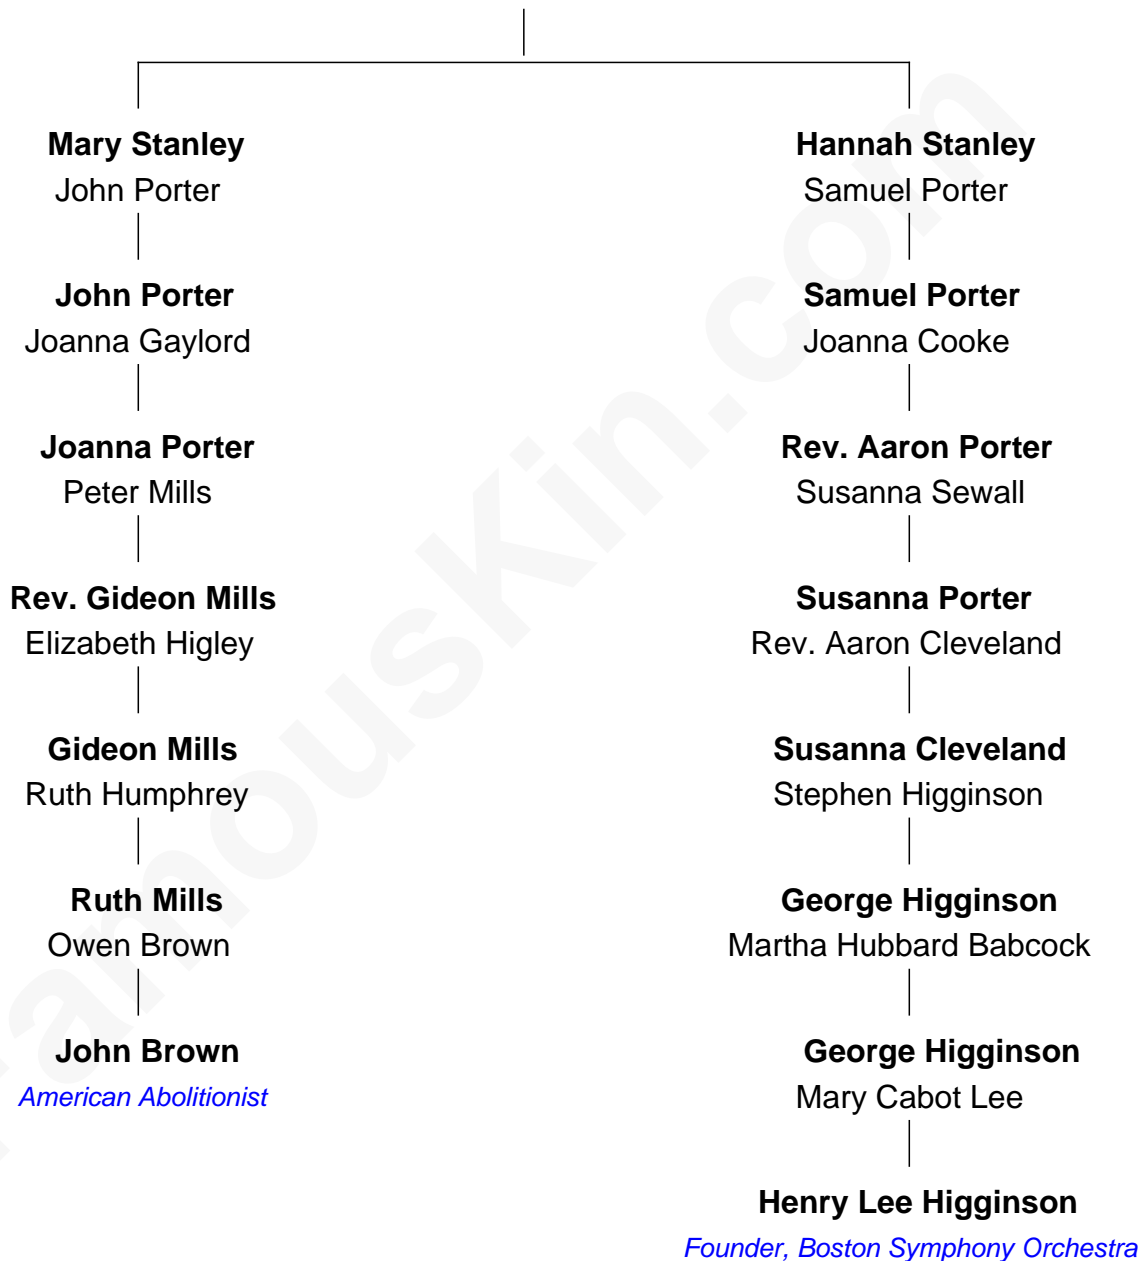 Mary Stanley
John Porter
John Porter
Joanna Gaylord
Joanna Porter
Peter Mills
Rev. Gideon Mills
Elizabeth Higley
Gideon Mills
Ruth Humphrey
Ruth Mills
Owen Brown
John Brown
American Abolitionist
Hannah Stanley
Samuel Porter
Samuel Porter
Joanna Cooke
Rev. Aaron Porter
Susanna Sewall
Susanna Porter
Rev. Aaron Cleveland
Susanna Cleveland
Stephen Higginson
George Higginson
Martha Hubbard Babcock
George Higginson
Mary Cabot Lee
Henry Lee Higginson
Founder, Boston Symphony Orchestra
FamousKin.com